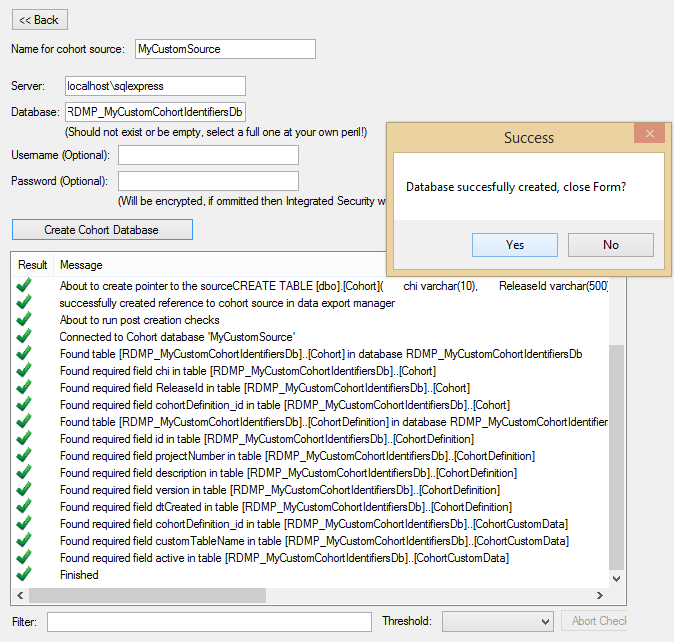 << Back
Name for cohort source: MyCustomSource
Server: localhost\sqlexpress
Database: RDMP_MyCustomCohortIdentifiersDb
(Should not exist or be empty, select a full one at your own peril!)
Username (Optional):
Password (Optional):
(Will be encrypted, if ommitted then Integrated Security w
Create Cohort Database
Success
Database succesfully created, close Form?
Yes No
Result Message
About to create pointer to the sourceCREATE TABLE [dbo].[Cohort]( chi varchar(10), ReleaseId varchar(500)
successfully created reference to cohort source in data export manager
About to run post creation checks
Connected to Cohort database 'MyCustomSource'
Found table [RDMP_MyCustomCohortIdentifiersDb]..[Cohort] in database RDMP_MyCustomCohortIdentifiersDb
Found required field chi in table [RDMP_MyCustomCohortIdentifiersDb]..[Cohort]
Found required field ReleaseId in table [RDMP_MyCustomCohortIdentifiersDb]..[Cohort]
Found required field cohortDefinition_id in table [RDMP_MyCustomCohortIdentifiersDb]..[Cohort]
Found table [RDMP_MyCustomCohortIdentifiersDb]..[CohortDefinition] in database RDMP_MyCustomCohortIdentifier
Found required field id in table [RDMP_MyCustomCohortIdentifiersDb]..[CohortDefinition]
Found required field projectNumber in table [RDMP_MyCustomCohortIdentifiersDb]..[CohortDefinition]
Found required field description in table [RDMP_MyCustomCohortIdentifiersDb]..[CohortDefinition]
Found required field version in table [RDMP_MyCustomCohortIdentifiersDb]..[CohortDefinition]
Found required field dtCreated in table [RDMP_MyCustomCohortIdentifiersDb]..[CohortDefinition]
Found required field cohortDefinition_id in table [RDMP_MyCustomCohortIdentifiersDb]..[CohortCustomData]
Found required field customTableName in table [RDMP_MyCustomCohortIdentifiersDb]..[CohortCustomData]
Found required field active in table [RDMP_MyCustomCohortIdentifiersDb]..[CohortCustomData]
Finished
Filter: Threshold: Abort Check